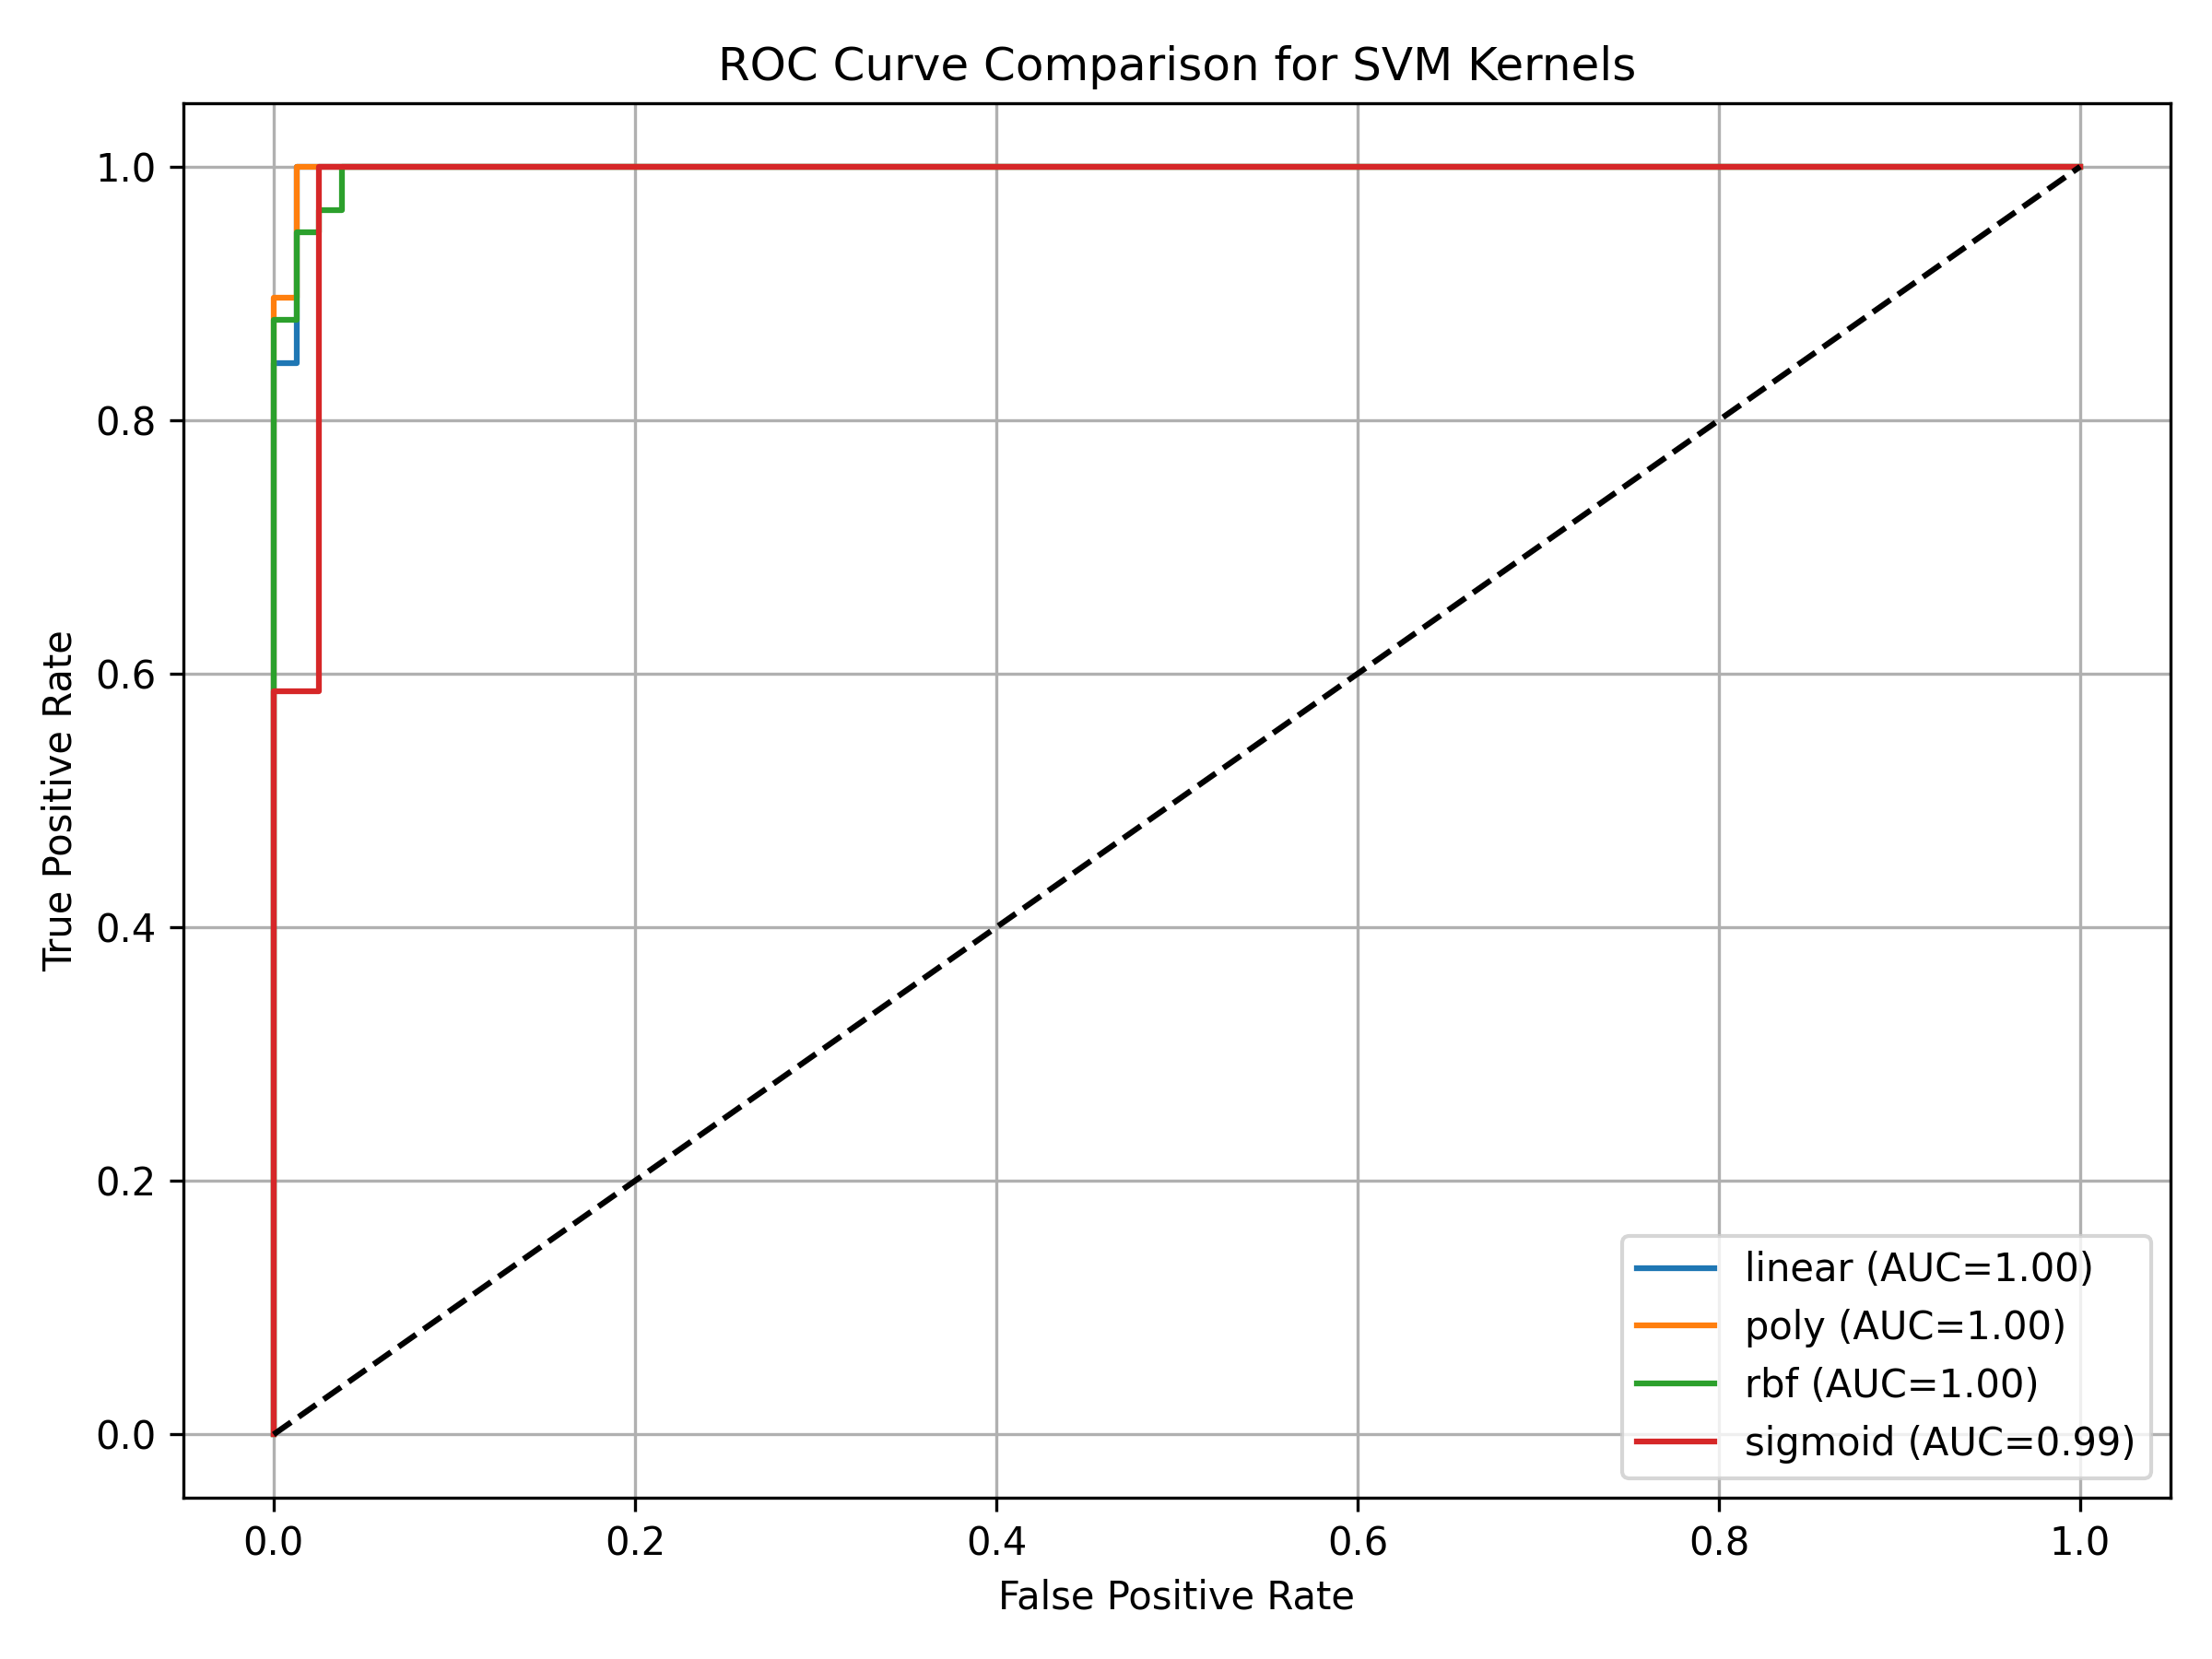 ROC Curve Comparison for SVM Kernels
True Positive Rate
1.0
0.8
0.6
0.4
0.2
0.0
linear (AUC=1.00)
poly (AUC=1.00)
rbf (AUC=1.00)
sigmoid (AUC=0.99)
0.0 0.2 0.4 0.6 0.8 1.0
False Positive Rate